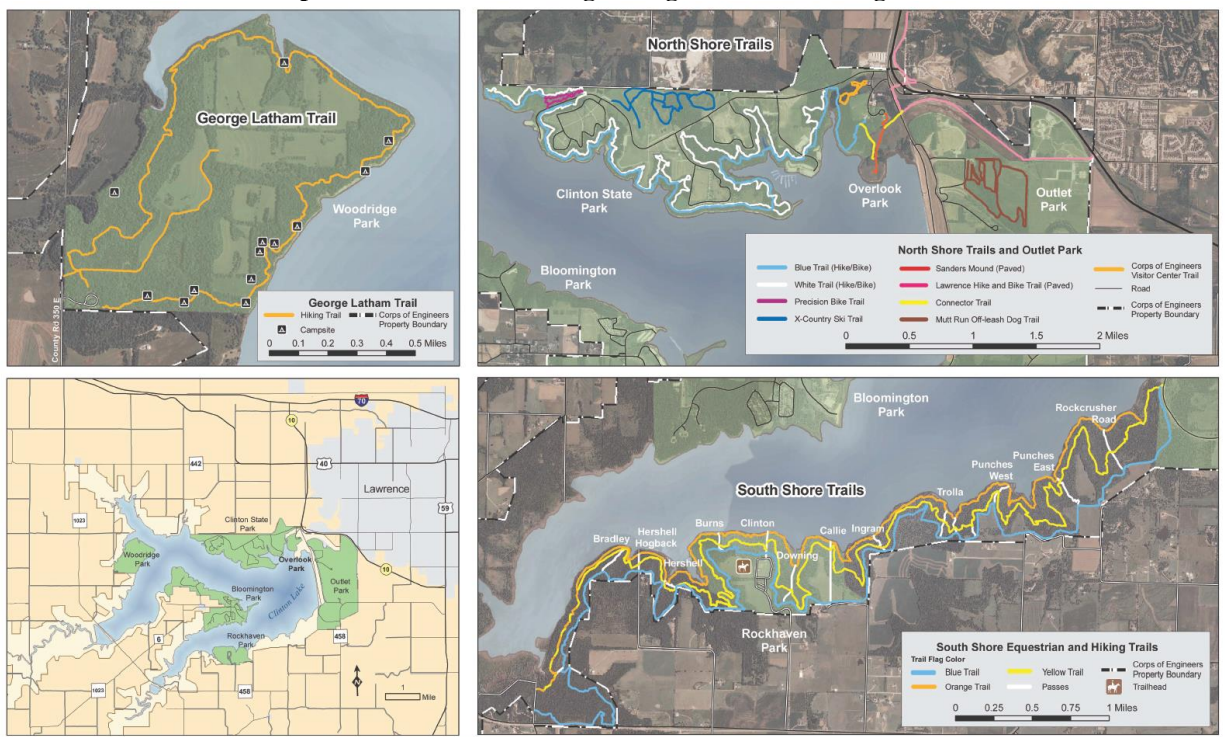 George Latham Trail
Woodridge
Park
County Rd 350 E
George Latham Trail
Hiking Trail
Corps of Engineers
Property Boundary
Campsite
0 0.1 0.2 0.3 0.4 0.5 Miles
North Shore Trails
Clinton State
Park
Overlook
Park
Outlet
Park
Bloomington
Park
North Shore Trails and Outlet Park
Blue Trail (Hike/Bike)
White Trail (Hike/Bike)
Precision Bike Trail
X-Country Ski Trail
Sanders Mound (Paved)
Lawrence Hike and Bike Trail (Paved)
Connector Trail
Mutt Run Off-leash Dog Trail
Corps of Engineers
Visitor Center Trail
Road
Corps of Engineers
Property Boundary
0 0.5 1 1.5 2 Miles
70
10
442
40
Lawrence
59
1023
Clinton State
Park
Woodridge
Park
Overlook
Park
10
Bloomington
Park
Clinton Lake
Outlet
Park
Rockhaven
Park
6
458
1023
458
N
1
Mile
Bloomington
Park
Rockcrusher
Road
Punches
East
Punches
West
South Shore Trails
Trolla
Burns
Clinton
Callie
Ingram
Hershell
Hogback
Bradley
Downing
Hershell
Rockhaven
Park
South Shore Equestrian and Hiking Trails
Trail Flag Color
Blue Trail
Orange Trail
Yellow Trail
Passes
Corps of Engineers
Property Boundary
Trailhead
0 0.25 0.5 0.75 1 Miles